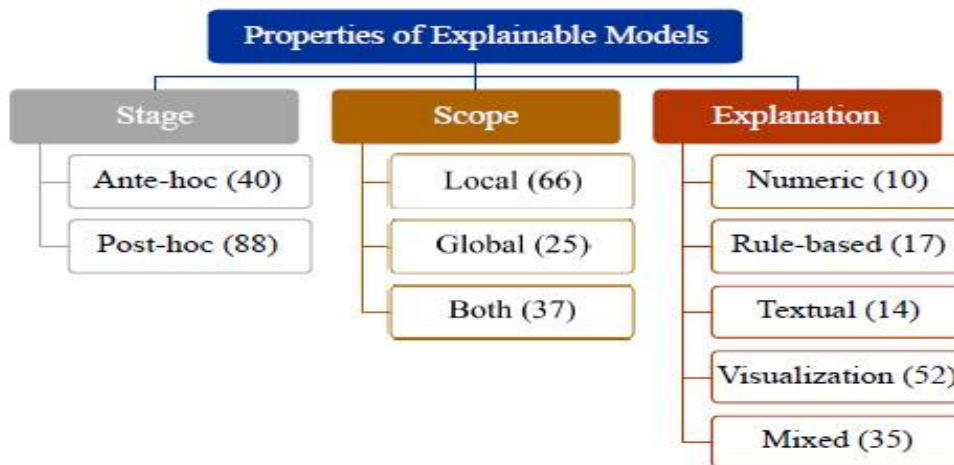 Properties of Explainable Models
Stage
Ante-hoc (40)
Post-hoc (88)
Scope
Local (66)
Global (25)
Both (37)
Explanation
Numeric (10)
Rule-based (17)
Textual (14)
Visualization (52)
Mixed (35)